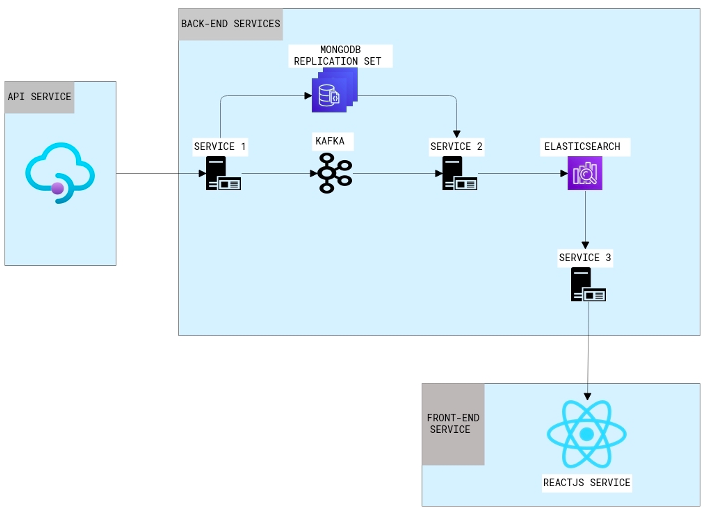 BACK-END SERVICES
MONGODB
REPLICATION SET
API SERVICE
SERVICE 1
KAFKA
SERVICE 2
ELASTICSEARCH
SERVICE 3
FRONT-END
SERVICE
REACTJS SERVICE